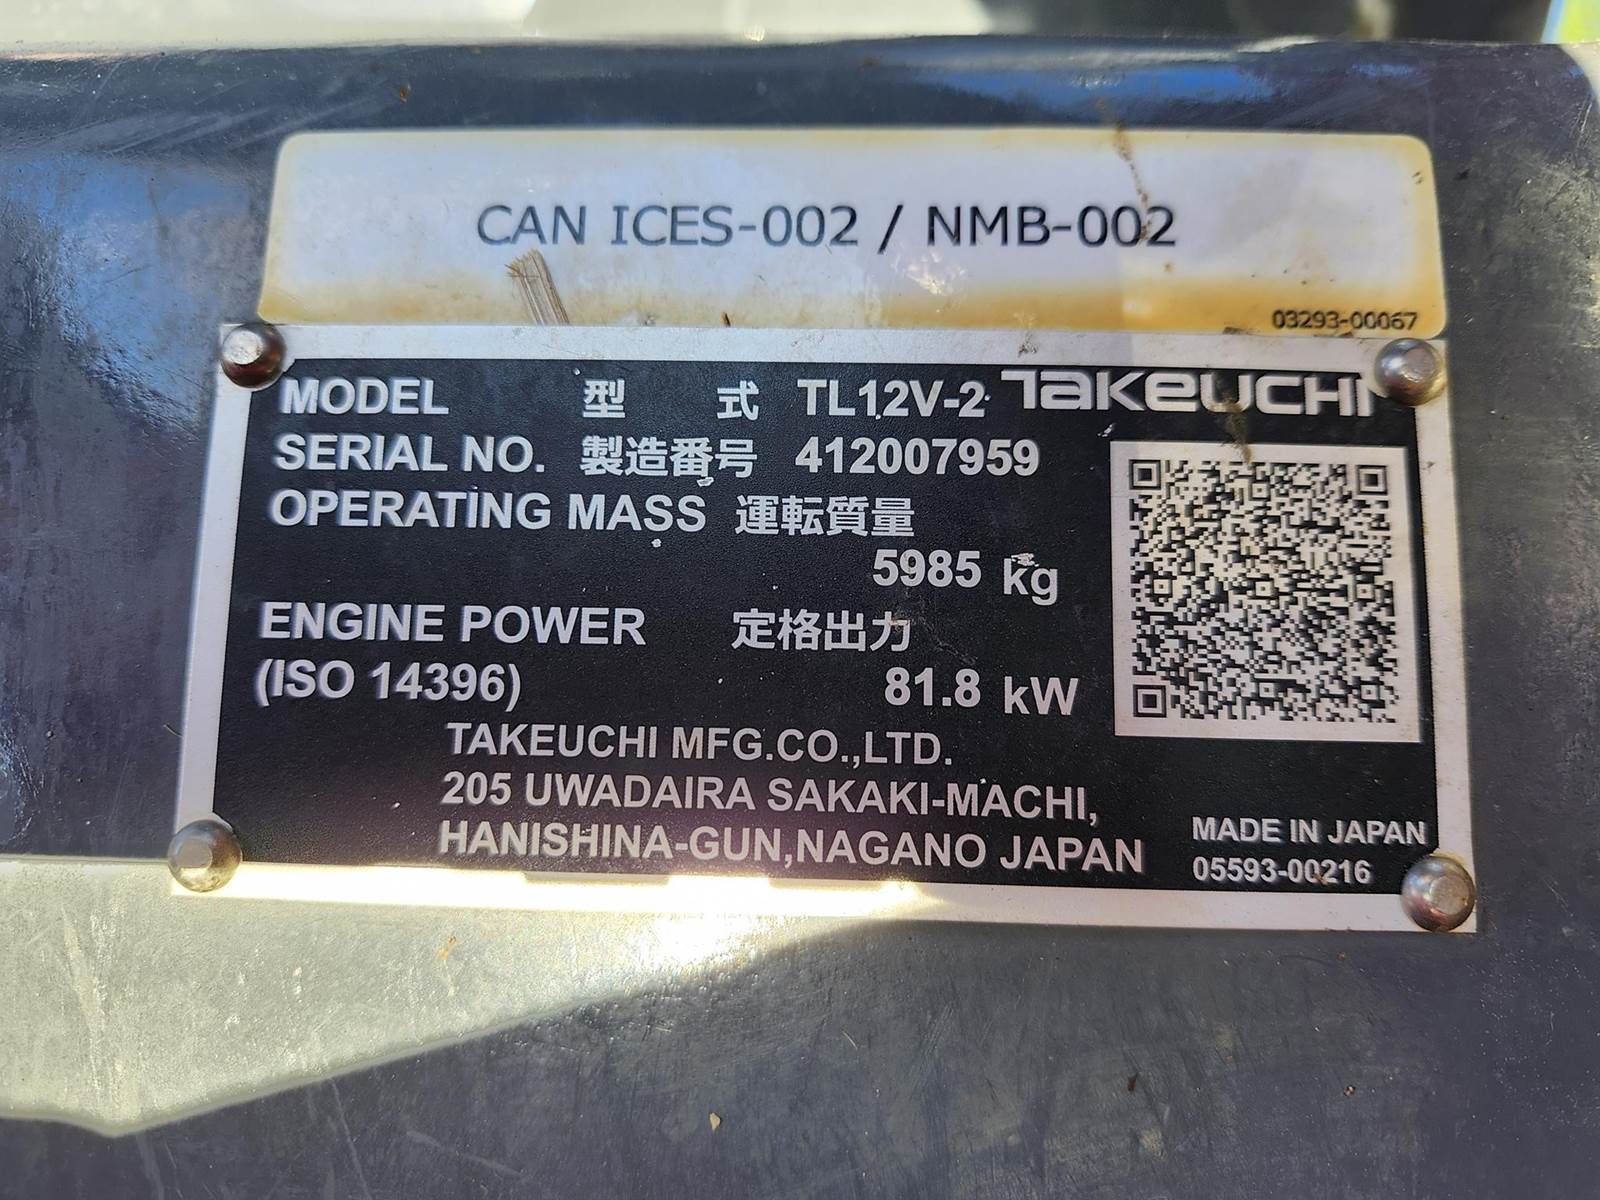 CAN ICES-002 / NMB-002
03293-00067
MODEL 型 式 TL12V-2 TAKEUCHI
SERIAL NO. 製造番号 412007959
OPERATING MASS 運転質量
5985 kg
ENGINE POWER 定格出力
(ISO 14396) 81.8 kW
TAKEUCHI MFG.CO.,LTD.
205 UWADAIRA SAKAKI-MACHI,
HANISHINA-GUN,NAGANO JAPAN
MADE IN JAPAN
05593-00216